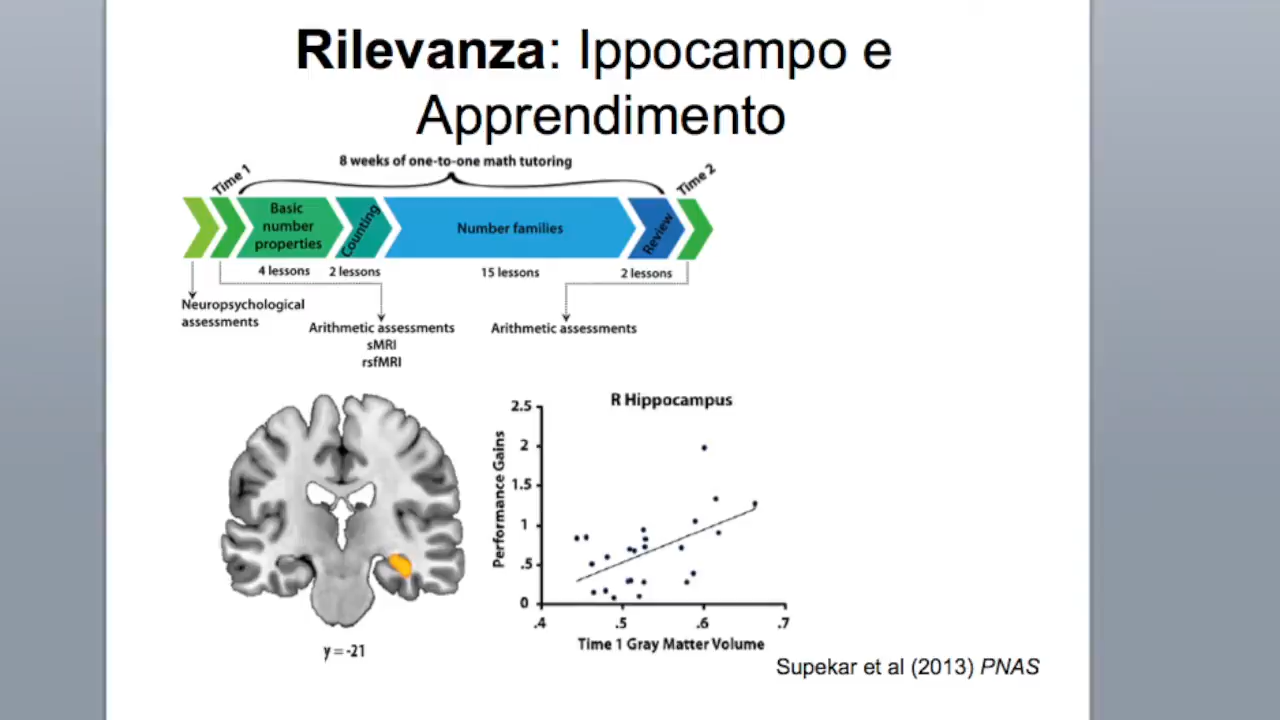 Rilevanza: Ippocampo e
Apprendimento
8 weeks of one-to-one math tutoring
Time 1
Time 2
Basic
number
properties
Counting
Number families
Review
4 lessons
2 lessons
15 lessons
2 lessons
Neuropsychological
assessments
Arithmetic assessments
sMRI
rsfMRI
Arithmetic assessments
y = -21
R Hippocampus
Performance Gains
2.5
2
1.5
1
.5
0
.4
.5
.6
.7
Time 1 Gray Matter Volume
Supekar et al (2013) PNAS